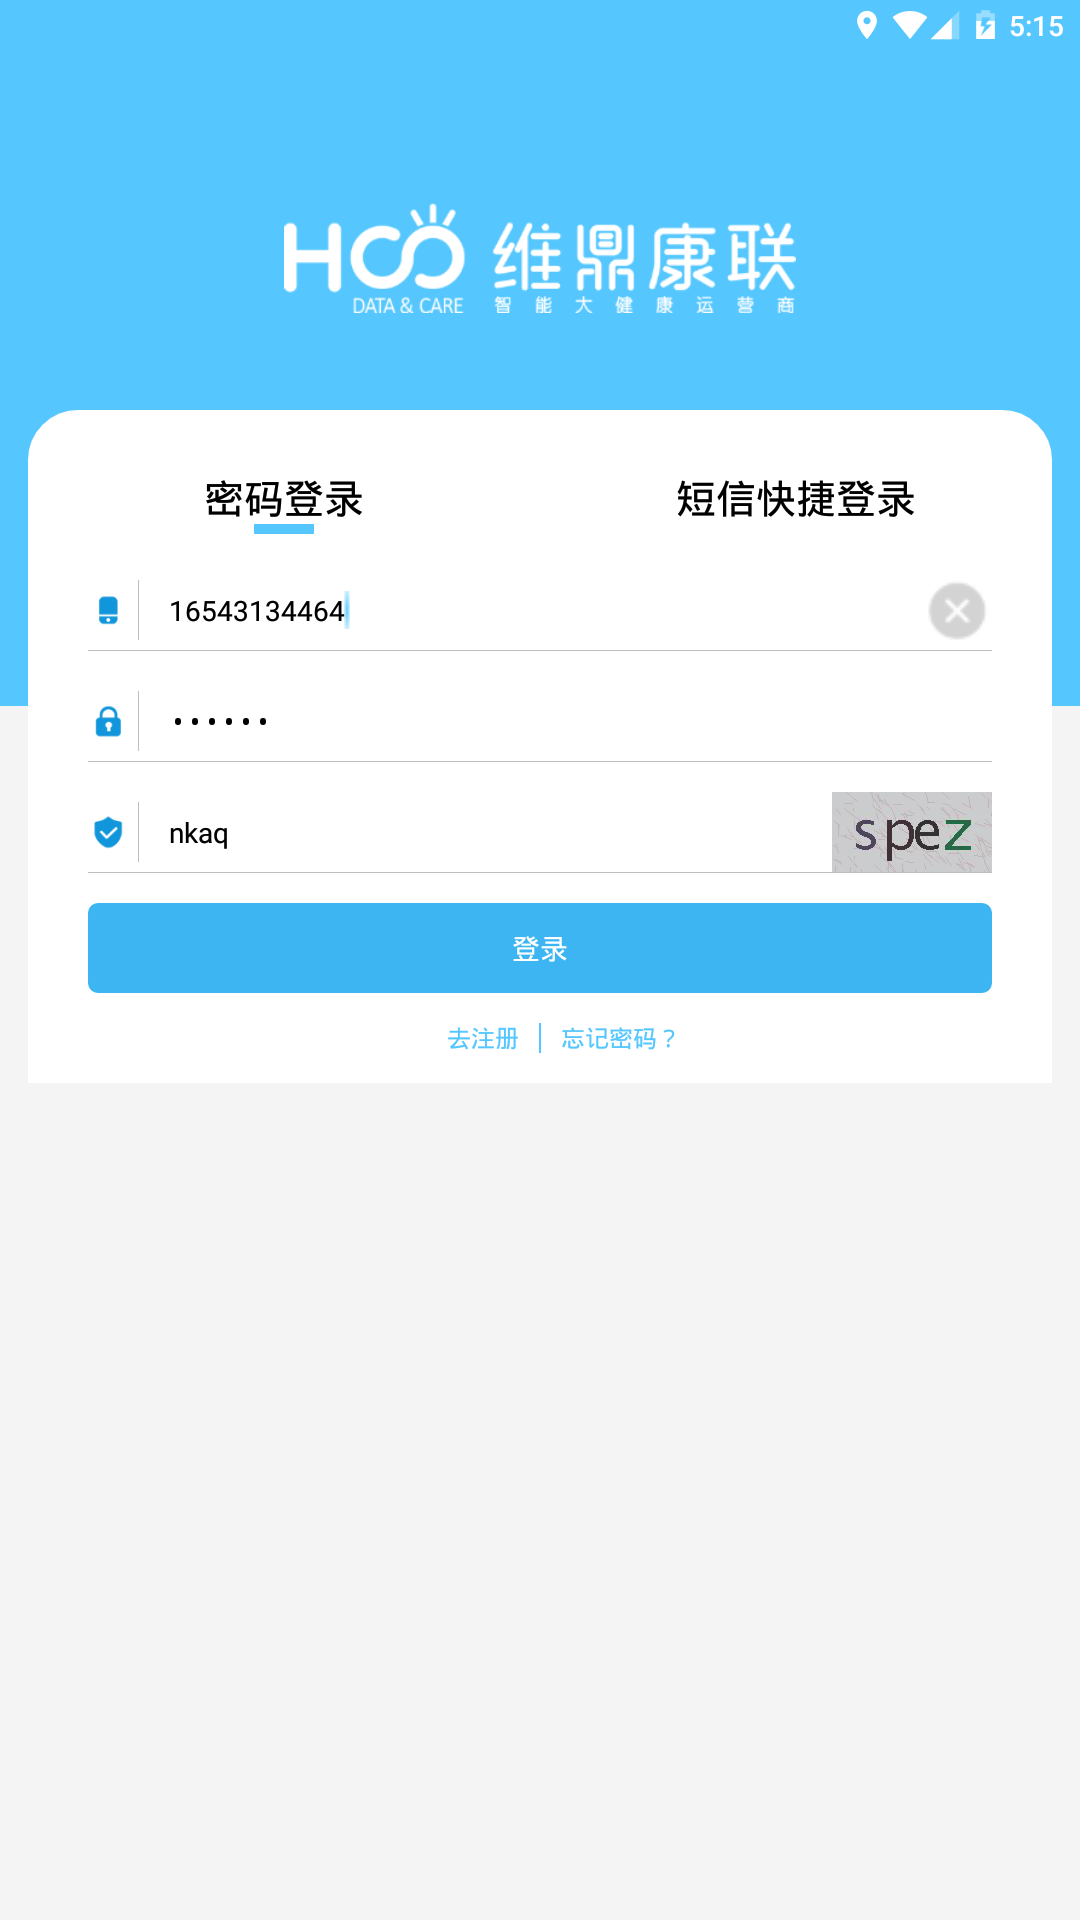 5:15
HCO 维鼎康联
DATA & CARE 智能大健康运营商
密码登录 短信快捷登录
16543134464
••••••
nkaq spez
登录
去注册 忘记密码？